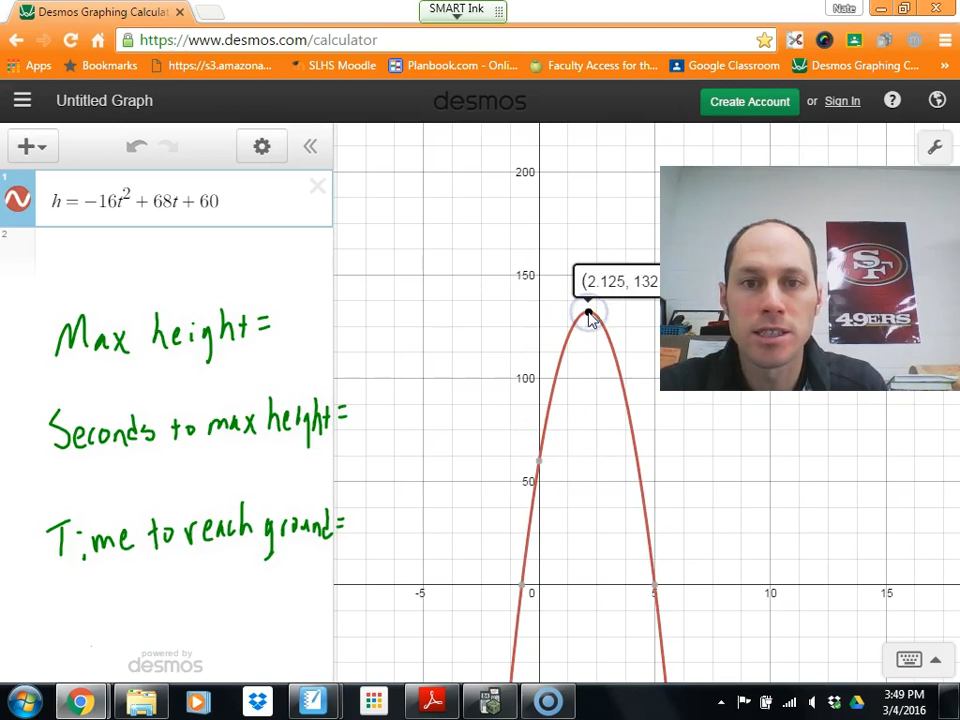 Desmos Graphing Calculat
SMART Ink
Nate
https://www.desmos.com/calculator
Apps
Bookmarks
https://s3.amazona...
SLHS Moodle
Planbook.com - Onli...
Faculty Access for th...
Google Classroom
Desmos Graphing C...
»
Untitled Graph
desmos
Create Account
or
Sign In
1
h = −16t² + 68t + 60
2
Max height=
Seconds to max height=
Time to reach ground=
powered by
desmos
200
150
100
50
-5
0
5
10
15
(2.125, 132
SF
49ERS
3:49 PM
3/4/2016